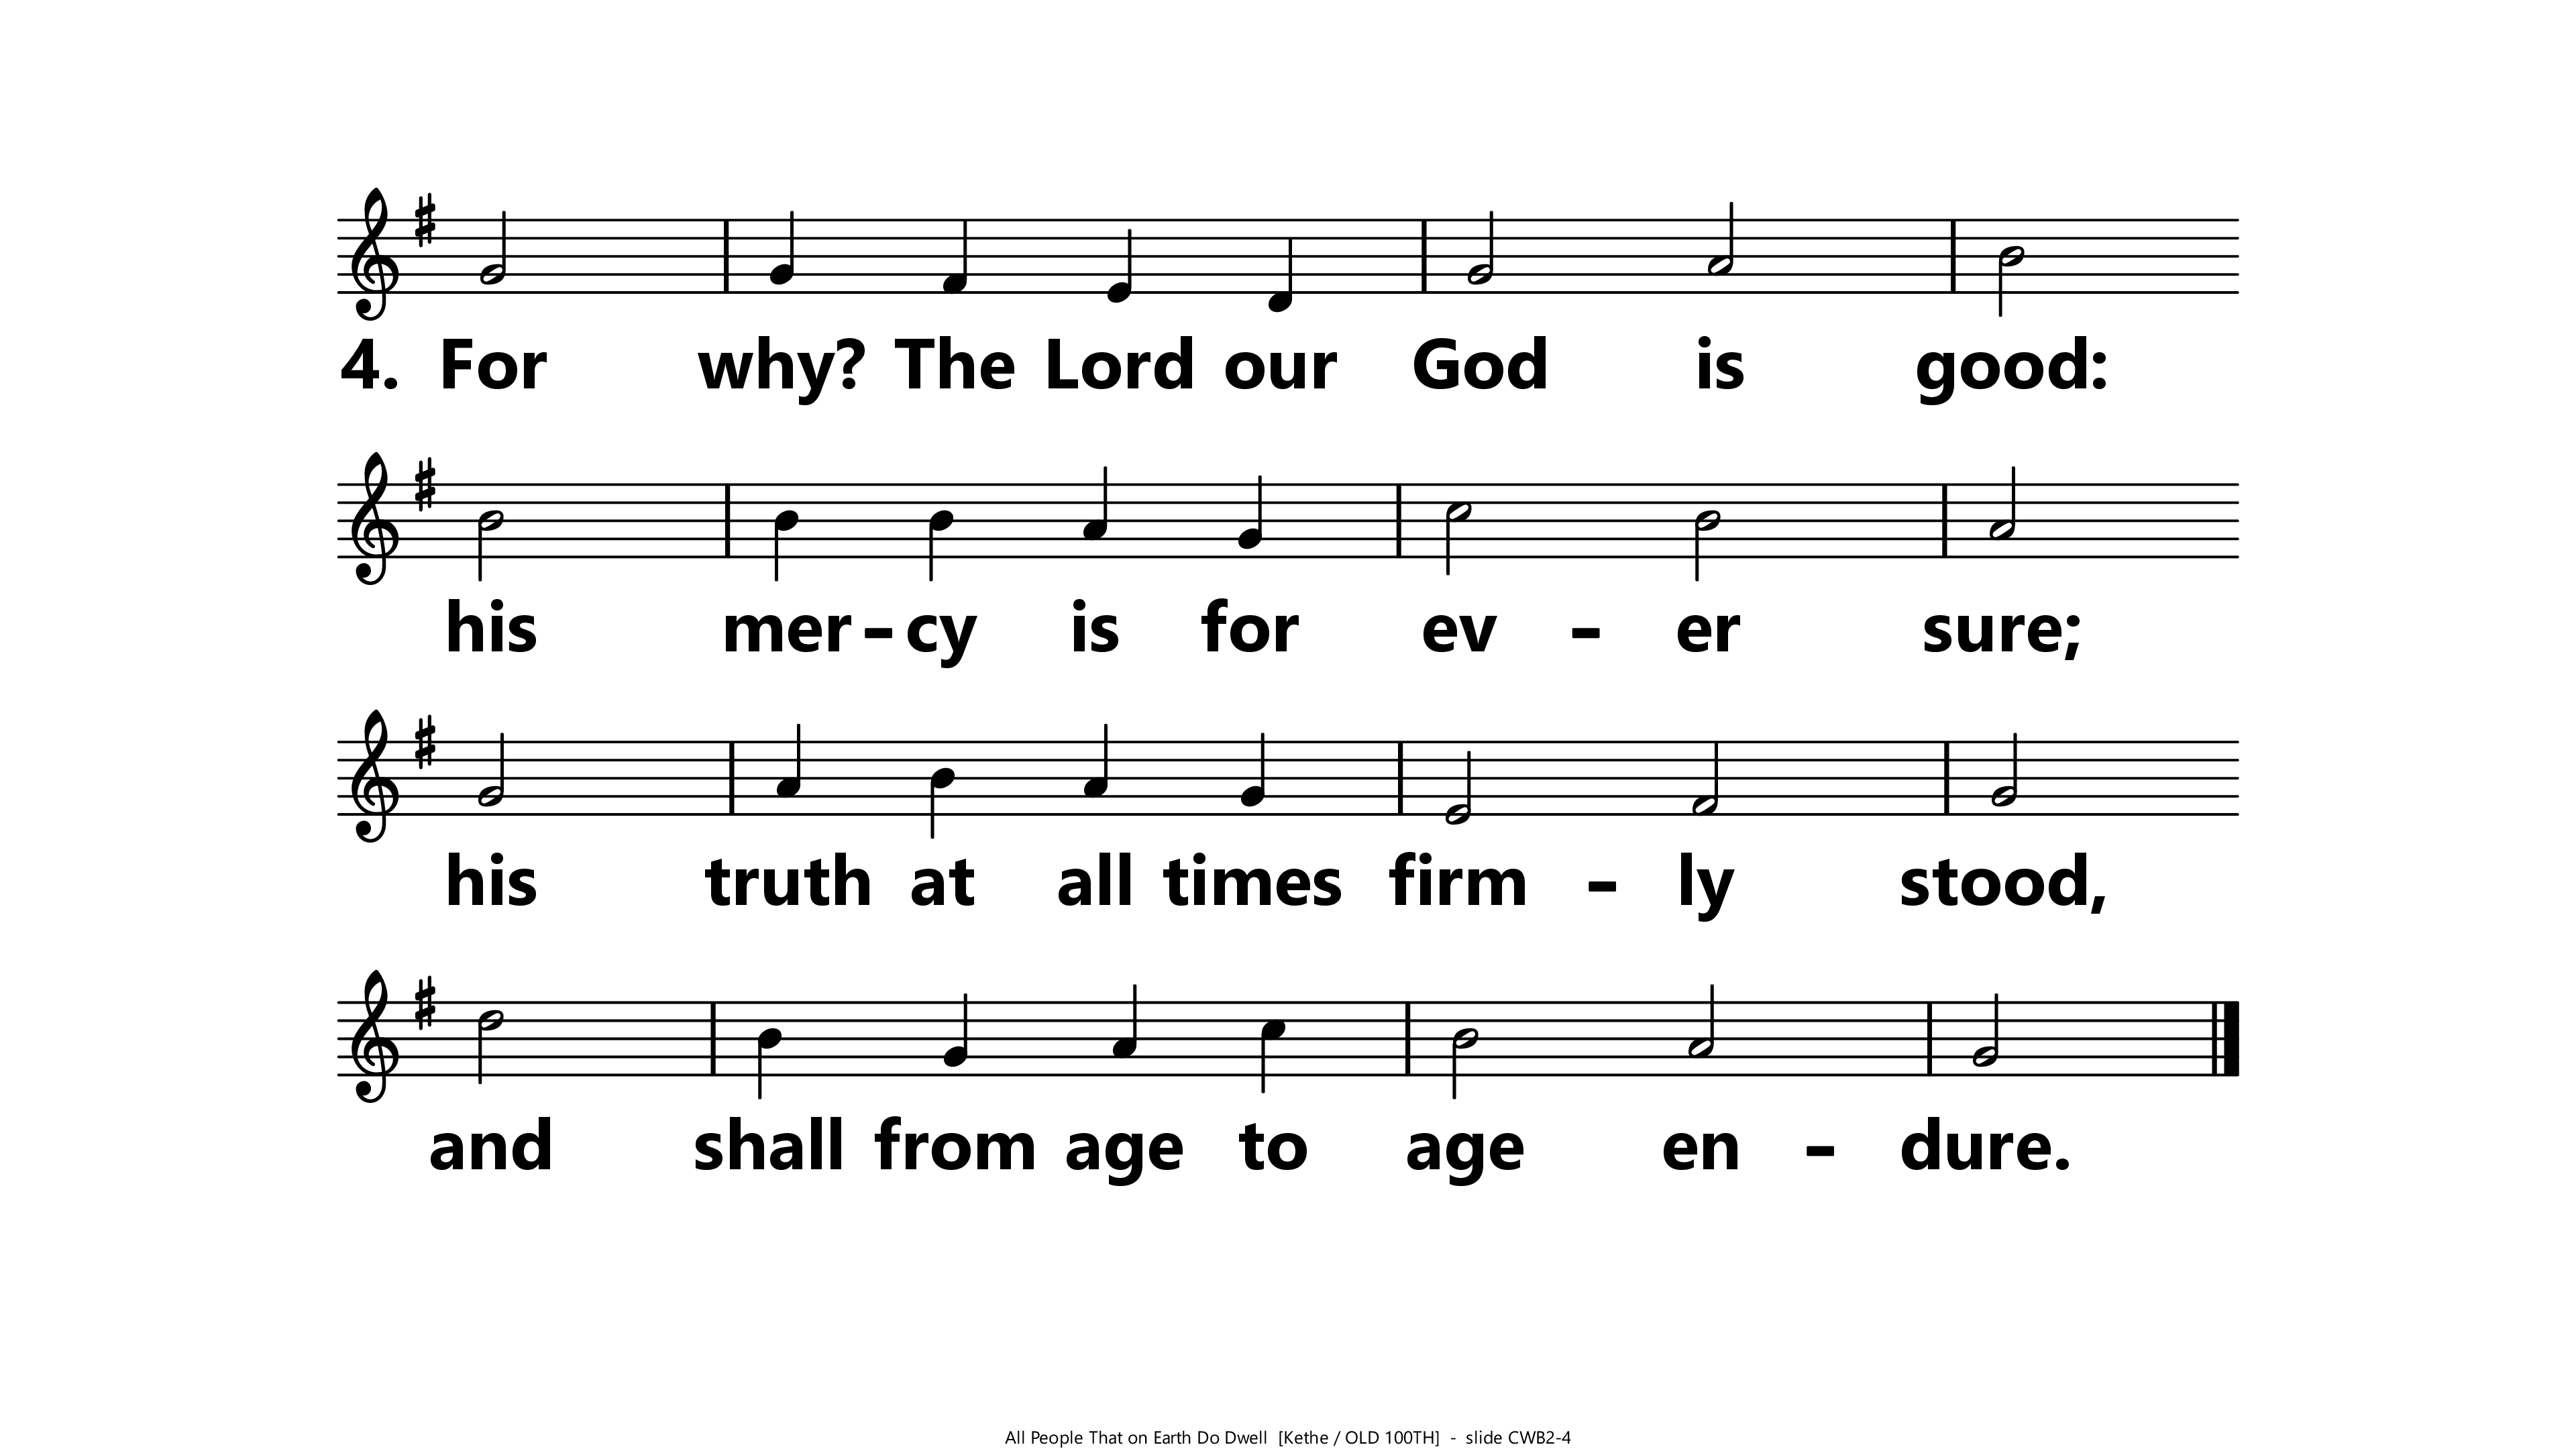 4. For why? The Lord our God is good:
his mer-cy is for ev - er sure;
his truth at all times firm - ly stood,
and shall from age to age en - dure.
All People That on Earth Do Dwell [Kethe / OLD 100TH] - slide CWB2-4